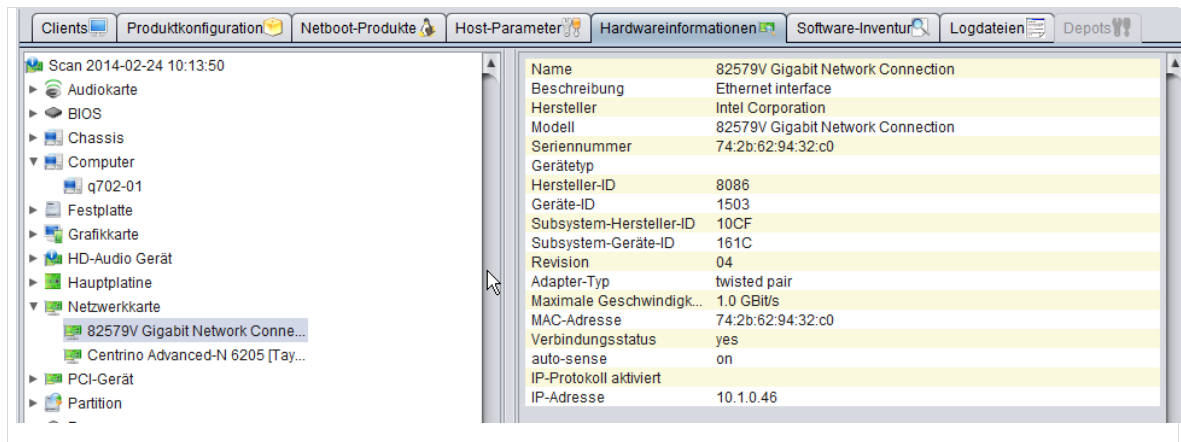 Clients Produktkonfiguration Netboot-Produkte Host-Parameter Hardwareinformationen Software-Inventur Logdateien Depots
Scan 2014-02-24 10:13:50
Audiokarte
BIOS
Chassis
Computer
q702-01
Festplatte
Grafikkarte
HD-Audio Gerät
Hauptplatine
Netzwerkkarte
82579V Gigabit Network Conne...
Centrino Advanced-N 6205 [Tay...
PCI-Gerät
Partition
Name 82579V Gigabit Network Connection
Beschreibung Ethernet interface
Hersteller Intel Corporation
Modell 82579V Gigabit Network Connection
Seriennummer 74:2b:62:94:32:c0
Gerätetyp
Hersteller-ID 8086
Geräte-ID 1503
Subsystem-Hersteller-ID 10CF
Subsystem-Geräte-ID 161C
Revision 04
Adapter-Typ twisted pair
Maximale Geschwindigk... 1.0 GBit/s
MAC-Adresse 74:2b:62:94:32:c0
Verbindungsstatus yes
auto-sense on
IP-Protokoll aktiviert
IP-Adresse 10.1.0.46